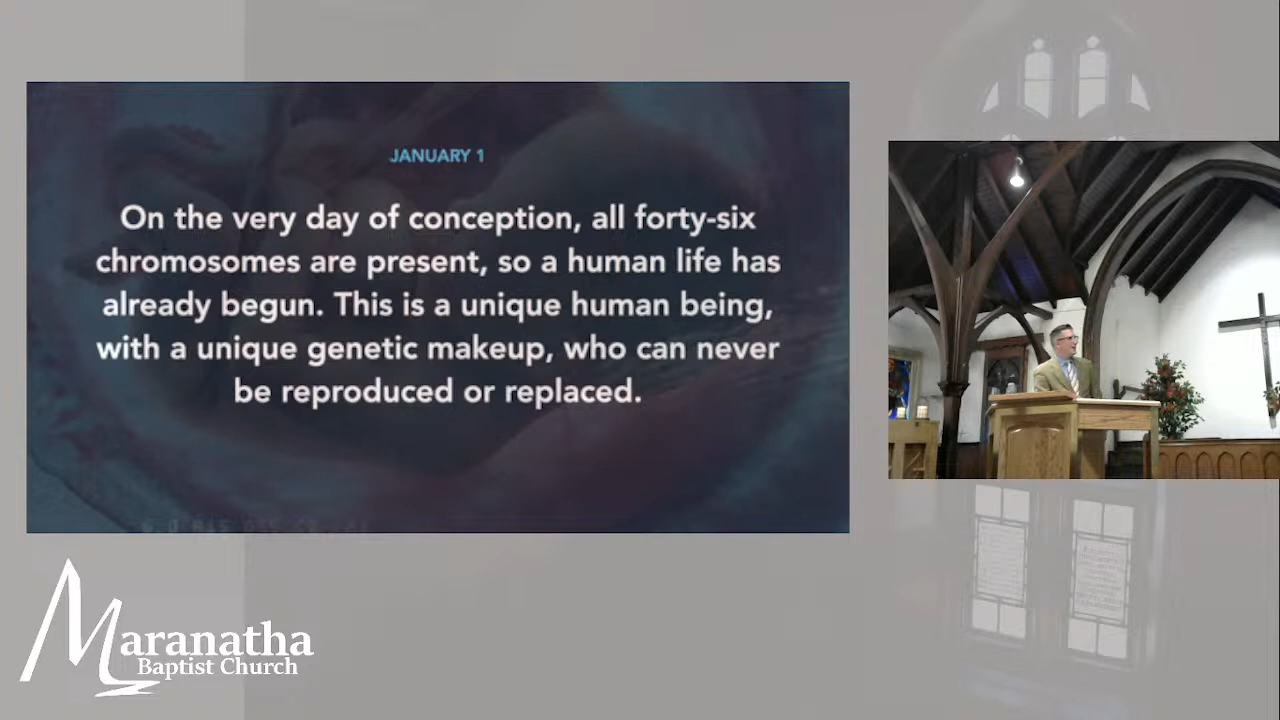 JANUARY 1
On the very day of conception, all forty-six
chromosomes are present, so a human life has
already begun. This is a unique human being,
with a unique genetic makeup, who can never
be reproduced or replaced.
Maranatha
Baptist Church